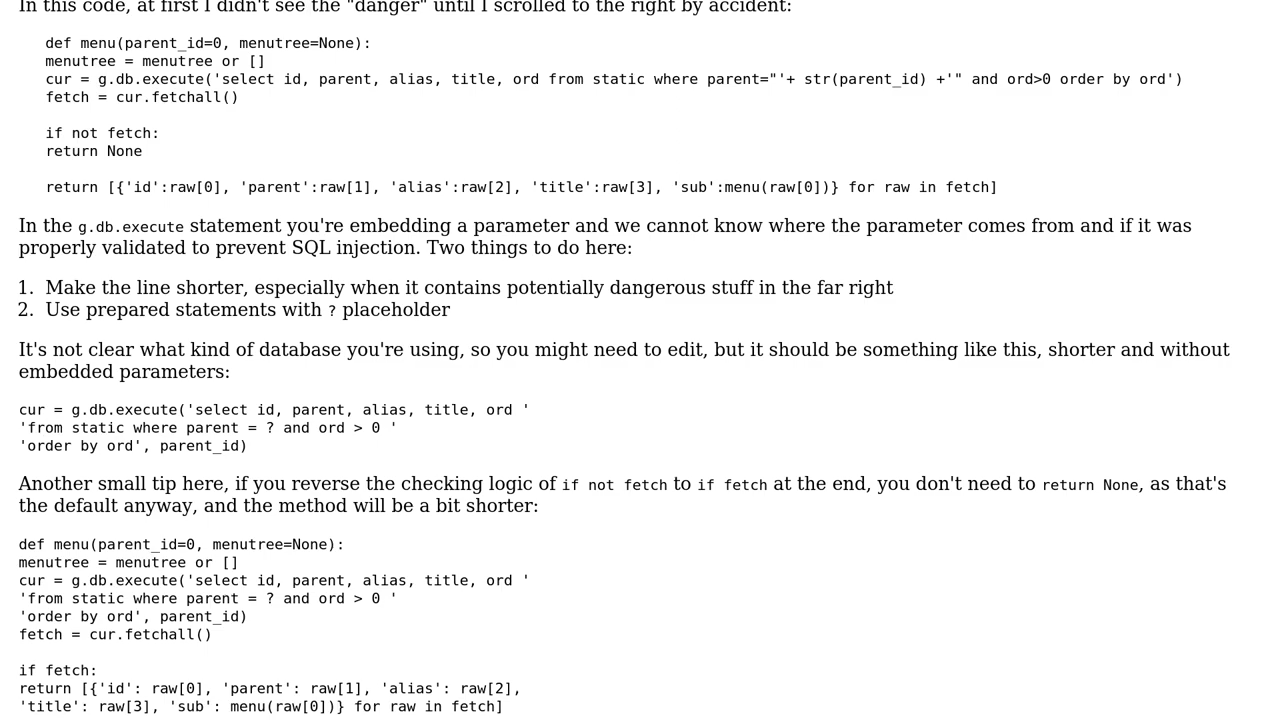 In this code, at first I didn't see the "danger" until I scrolled to the right by accident:
def menu(parent_id=0, menutree=None):
menutree = menutree or []
cur = g.db.execute('select id, parent, alias, title, ord from static where parent="'+ str(parent_id) +'" and ord>0 order by ord')
fetch = cur.fetchall()
if not fetch:
return None
return [{'id':raw[0], 'parent':raw[1], 'alias':raw[2], 'title':raw[3], 'sub':menu(raw[0])} for raw in fetch]
In the g.db.execute statement you're embedding a parameter and we cannot know where the parameter comes from and if it was
properly validated to prevent SQL injection. Two things to do here:
1. Make the line shorter, especially when it contains potentially dangerous stuff in the far right
2. Use prepared statements with ? placeholder
It's not clear what kind of database you're using, so you might need to edit, but it should be something like this, shorter and without
embedded parameters:
cur = g.db.execute('select id, parent, alias, title, ord '
'from static where parent = ? and ord > 0 '
'order by ord', parent_id)
Another small tip here, if you reverse the checking logic of if not fetch to if fetch at the end, you don't need to return None, as that's
the default anyway, and the method will be a bit shorter:
def menu(parent_id=0, menutree=None):
menutree = menutree or []
cur = g.db.execute('select id, parent, alias, title, ord '
'from static where parent = ? and ord > 0 '
'order by ord', parent_id)
fetch = cur.fetchall()
if fetch:
return [{'id': raw[0], 'parent': raw[1], 'alias': raw[2],
'title': raw[3], 'sub': menu(raw[0])} for raw in fetch]